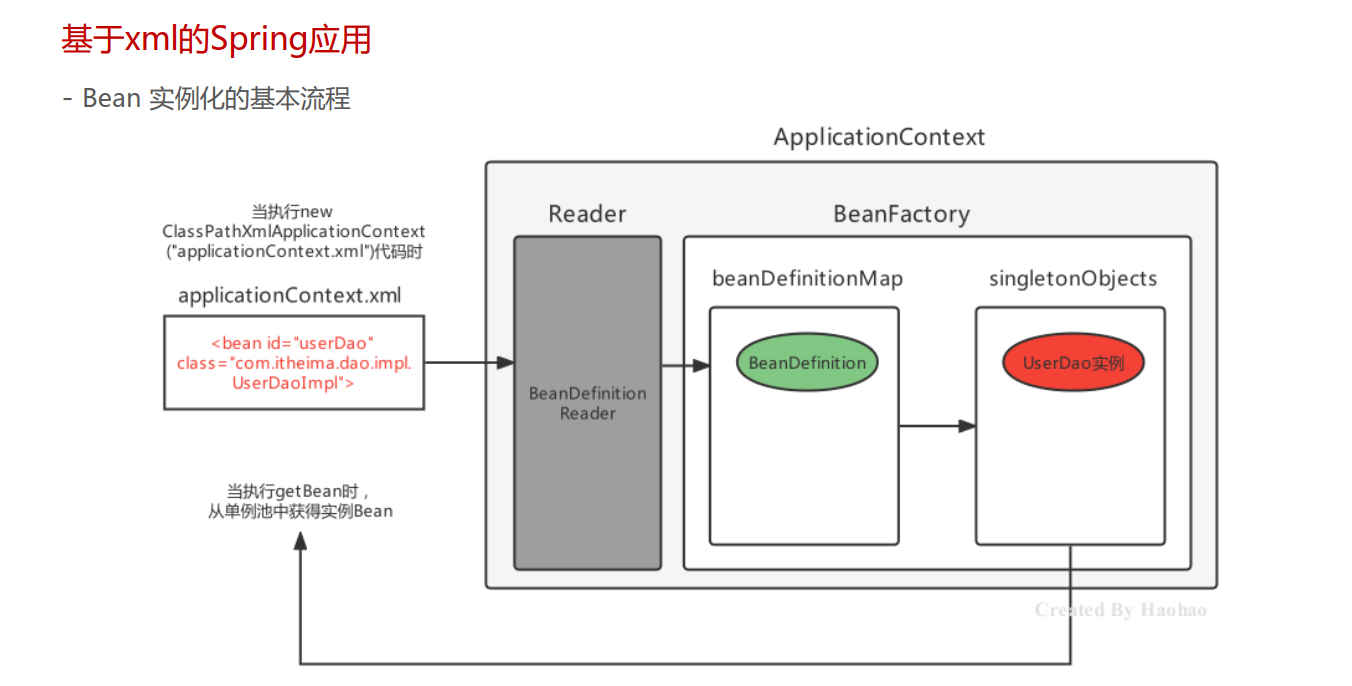 基于xml的Spring应用
- Bean 实例化的基本流程
ApplicationContext
当执行new
ClassPathXmlApplicationContext
("applicationContext.xml")代码时
applicationContext.xml
<bean id="userDao"
class="com.itheima.dao.impl.
UserDaoImpl">
Reader
BeanDefinition
Reader
BeanFactory
beanDefinitionMap
BeanDefinition
singletonObjects
UserDao实例
当执行getBean时，
从单例池中获得实例Bean
Created By Haohao